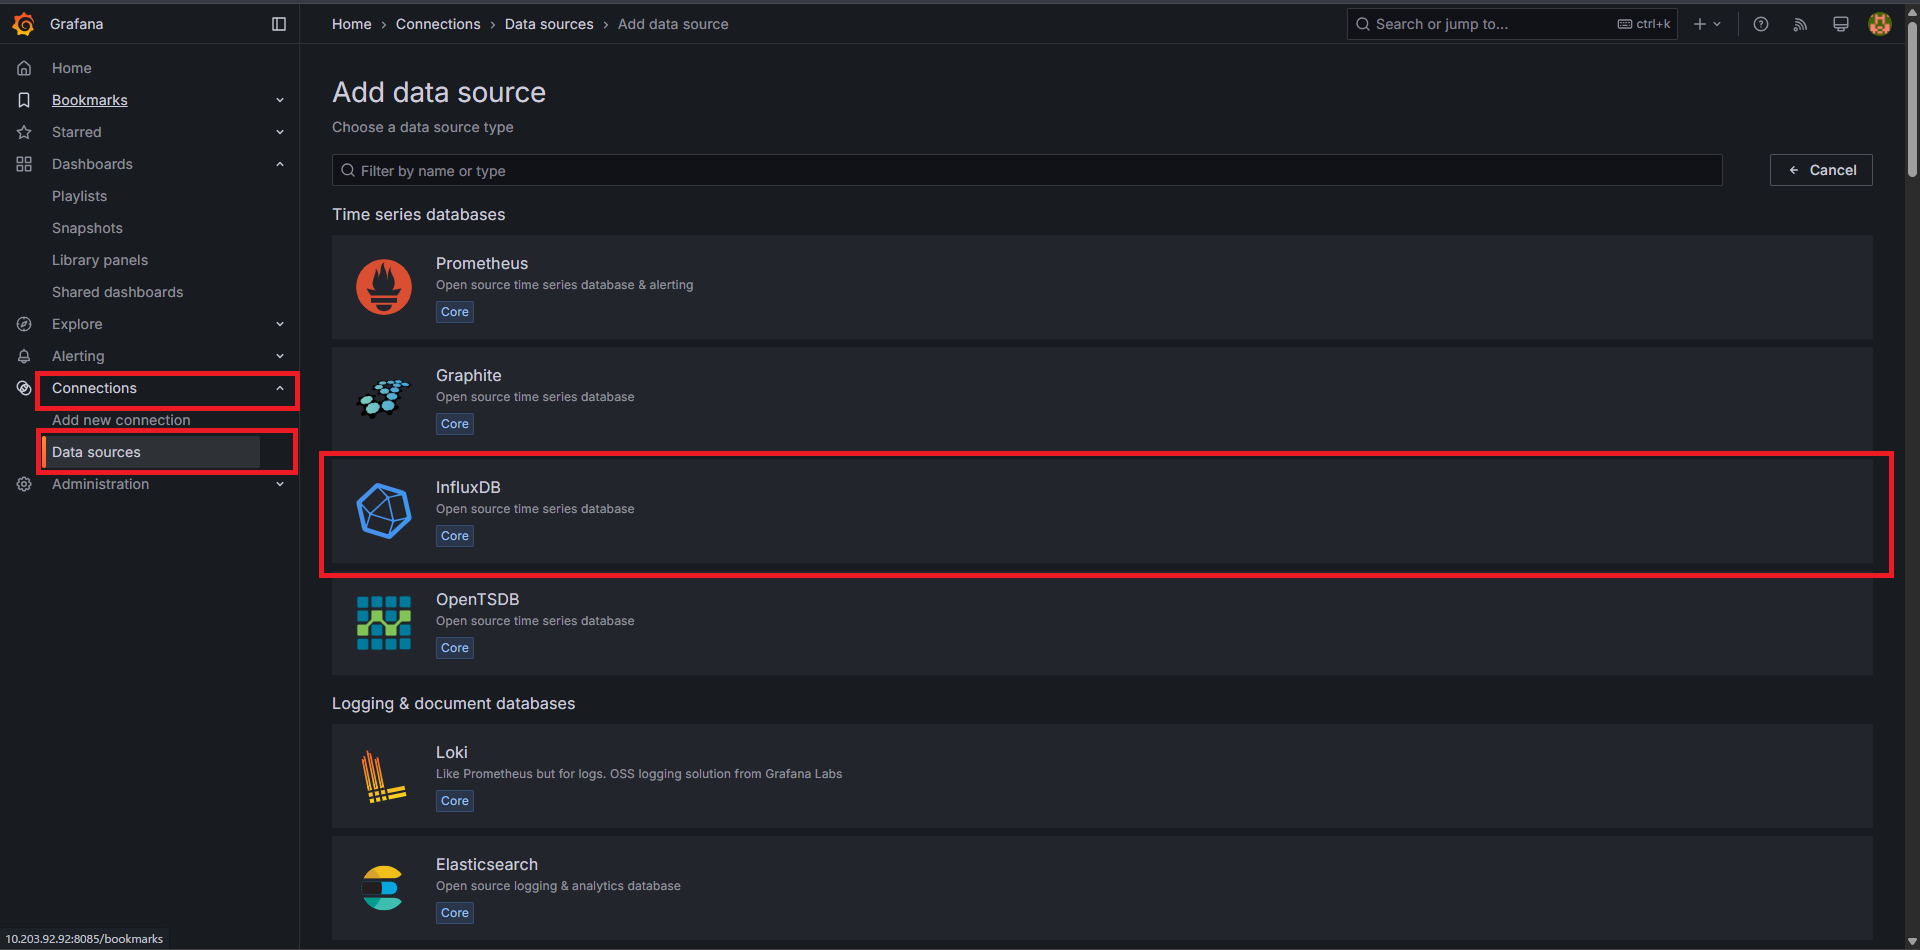 Grafana
Home › Connections › Data sources › Add data source
Search or jump to...
ctrl+k
Home
Bookmarks
Starred
Dashboards
Playlists
Snapshots
Library panels
Shared dashboards
Explore
Alerting
Connections
Add new connection
Data sources
Administration
Add data source
Choose a data source type
Filter by name or type
Cancel
Time series databases
Prometheus
Open source time series database & alerting
Core
Graphite
Open source time series database
Core
InfluxDB
Open source time series database
Core
OpenTSDB
Open source time series database
Core
Logging & document databases
Loki
Like Prometheus but for logs. OSS logging solution from Grafana Labs
Core
Elasticsearch
Open source logging & analytics database
Core
10.203.92.92:8085/bookmarks